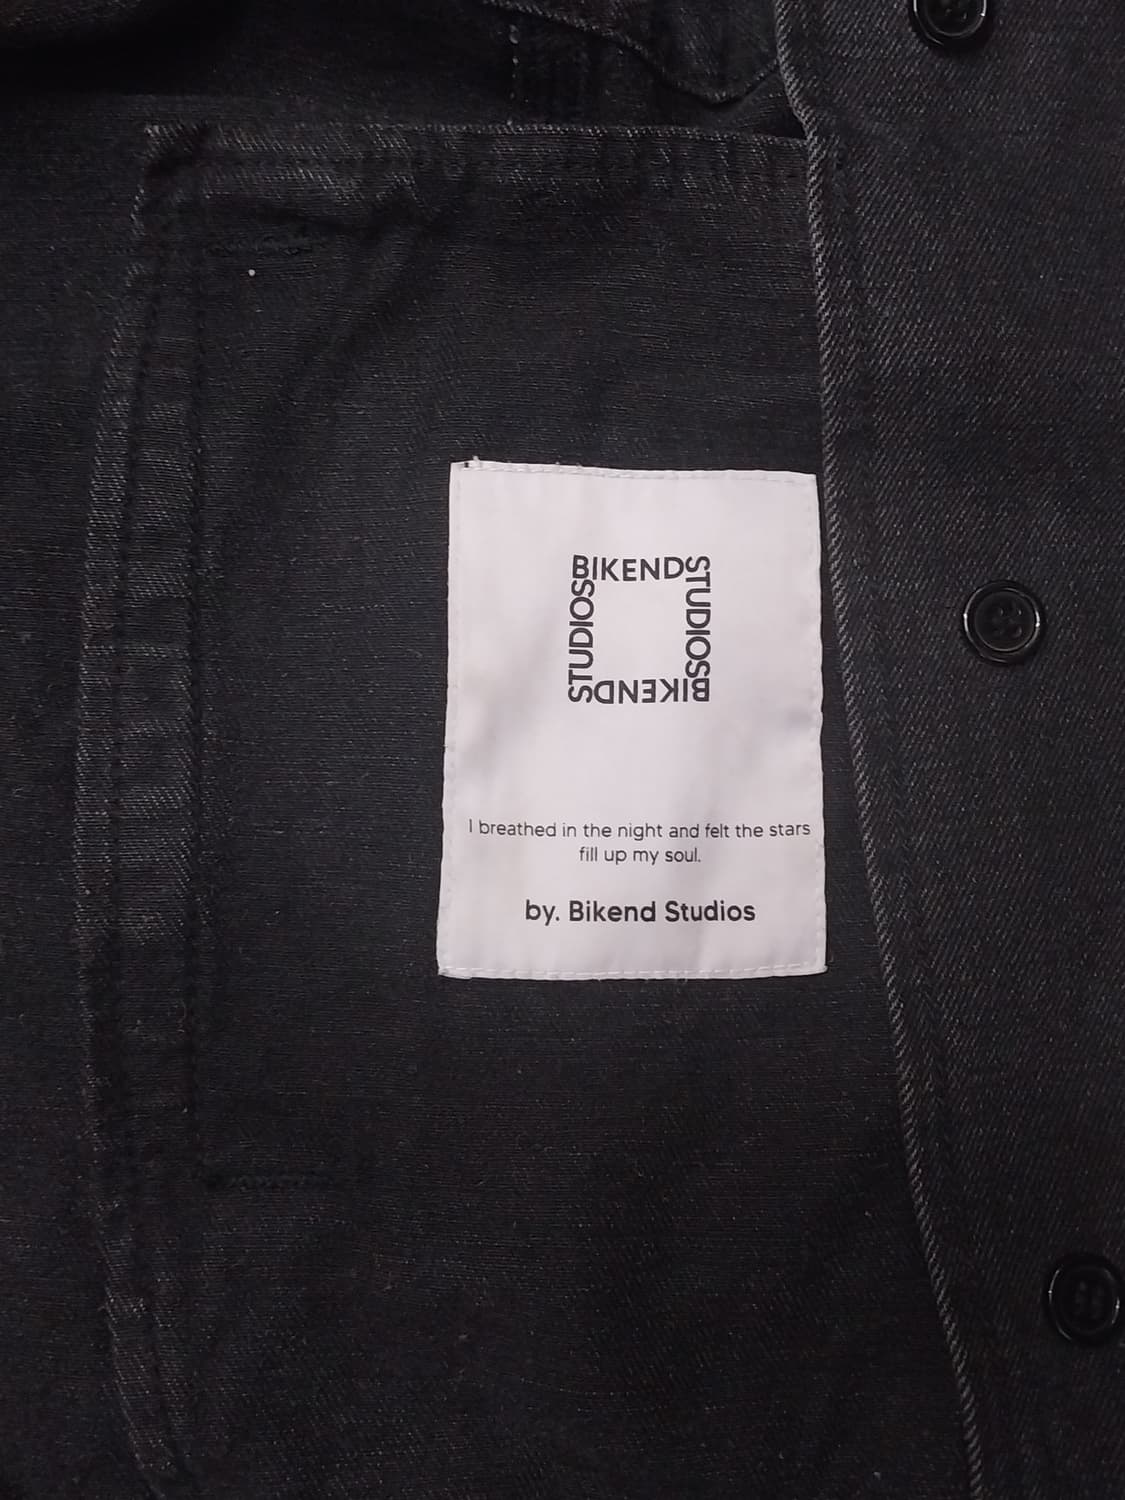 BIKEND
STUDIOS
BIKEND
STUDIOS
I breathed in the night and felt the stars
fill up my soul.
by. Bikend Studios